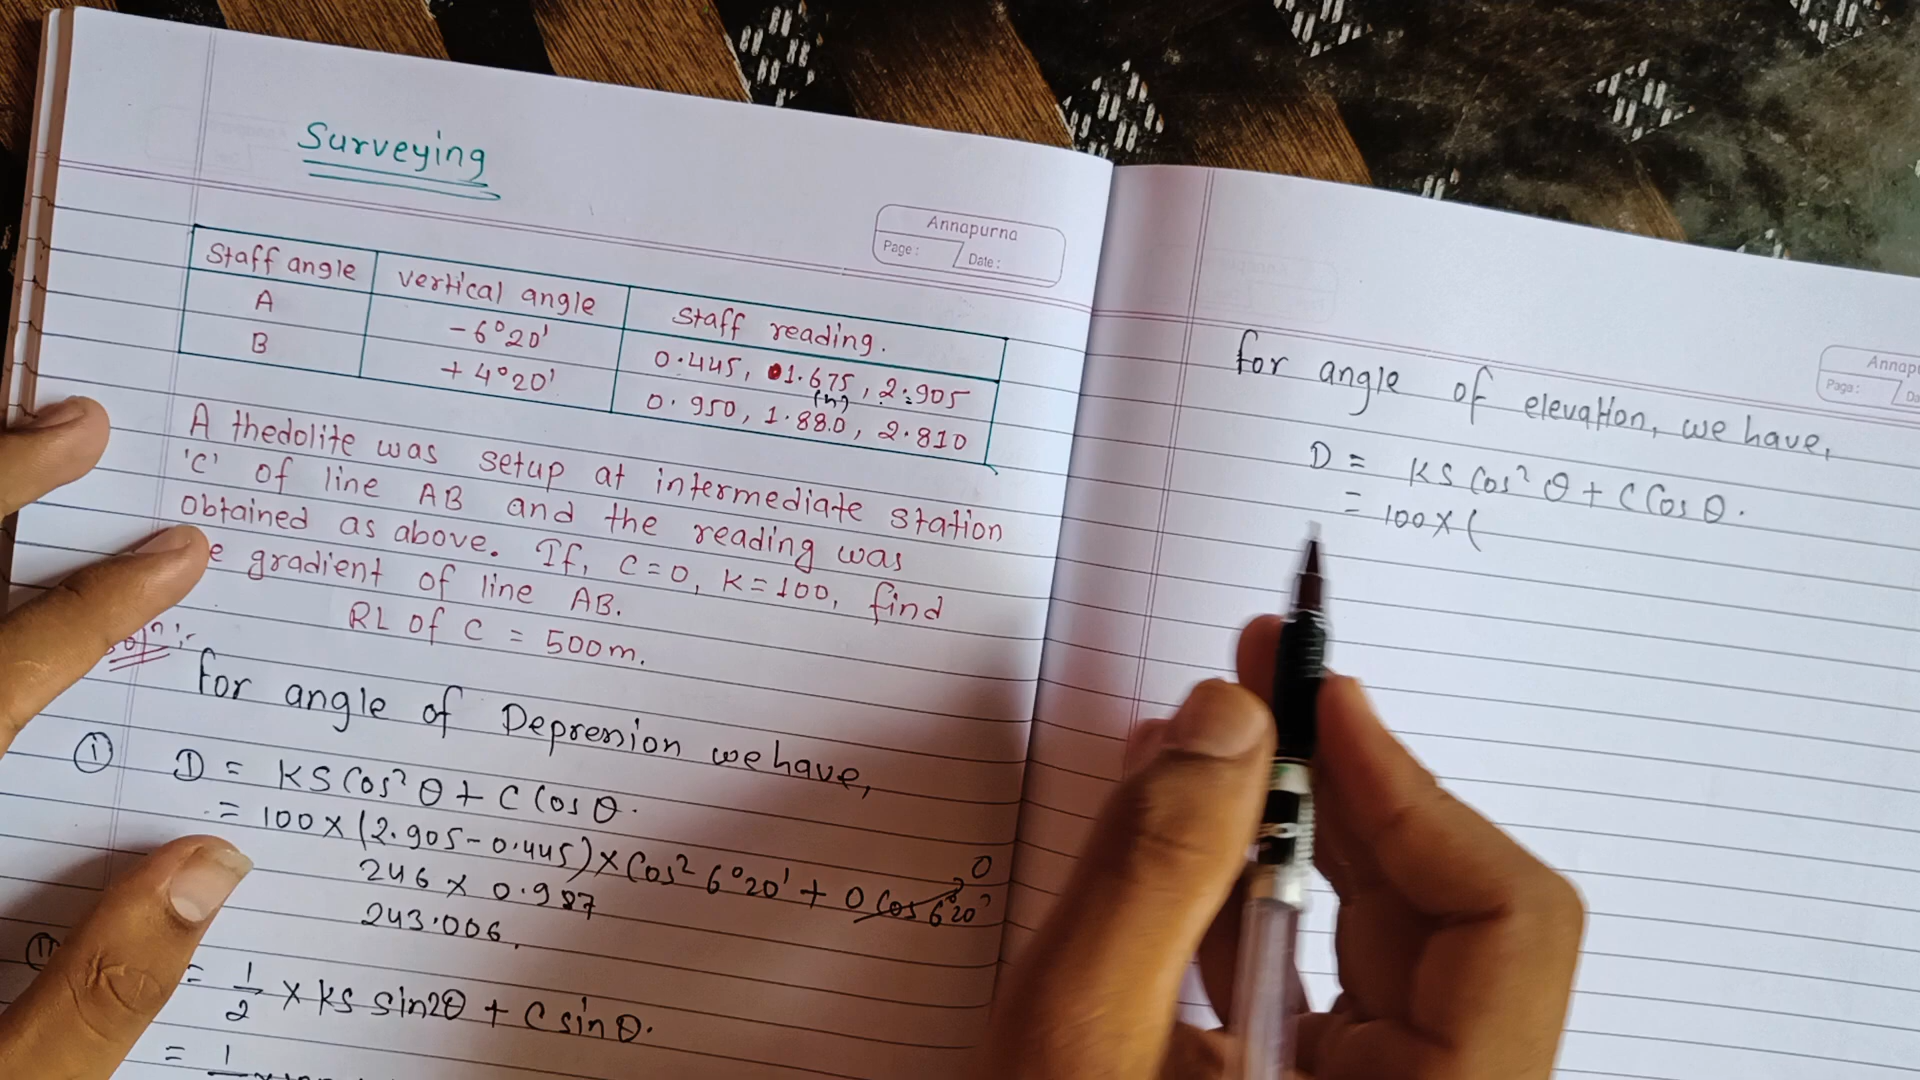 Surveying
Annapurna
Page:
Date:
Staff angle vertical angle Staff reading.
A -6°20' 0.445, 1.675, 2.905
(h)
B +4°20' 0.950, 1.880, 2.810
A thedolite was setup at intermediate station
'C' of line AB and the reading was
obtained as above. If, C=0, K=100, find
e gradient of line AB.
RL of C = 500m.
Soln:-
For angle of Depression we have,
① D = KS Cos²θ + C Cosθ.
= 100×(2.905-0.445)×Cos² 6°20' + 0 Cos 6°20' 0
246 × 0.987
243.006.
= 1/2 × KS Sin2θ + C sinθ.
= 1
for angle of elevation, we have,
D = KS Cos²θ + C Cosθ.
= 100×(
Annap
Page:
Da